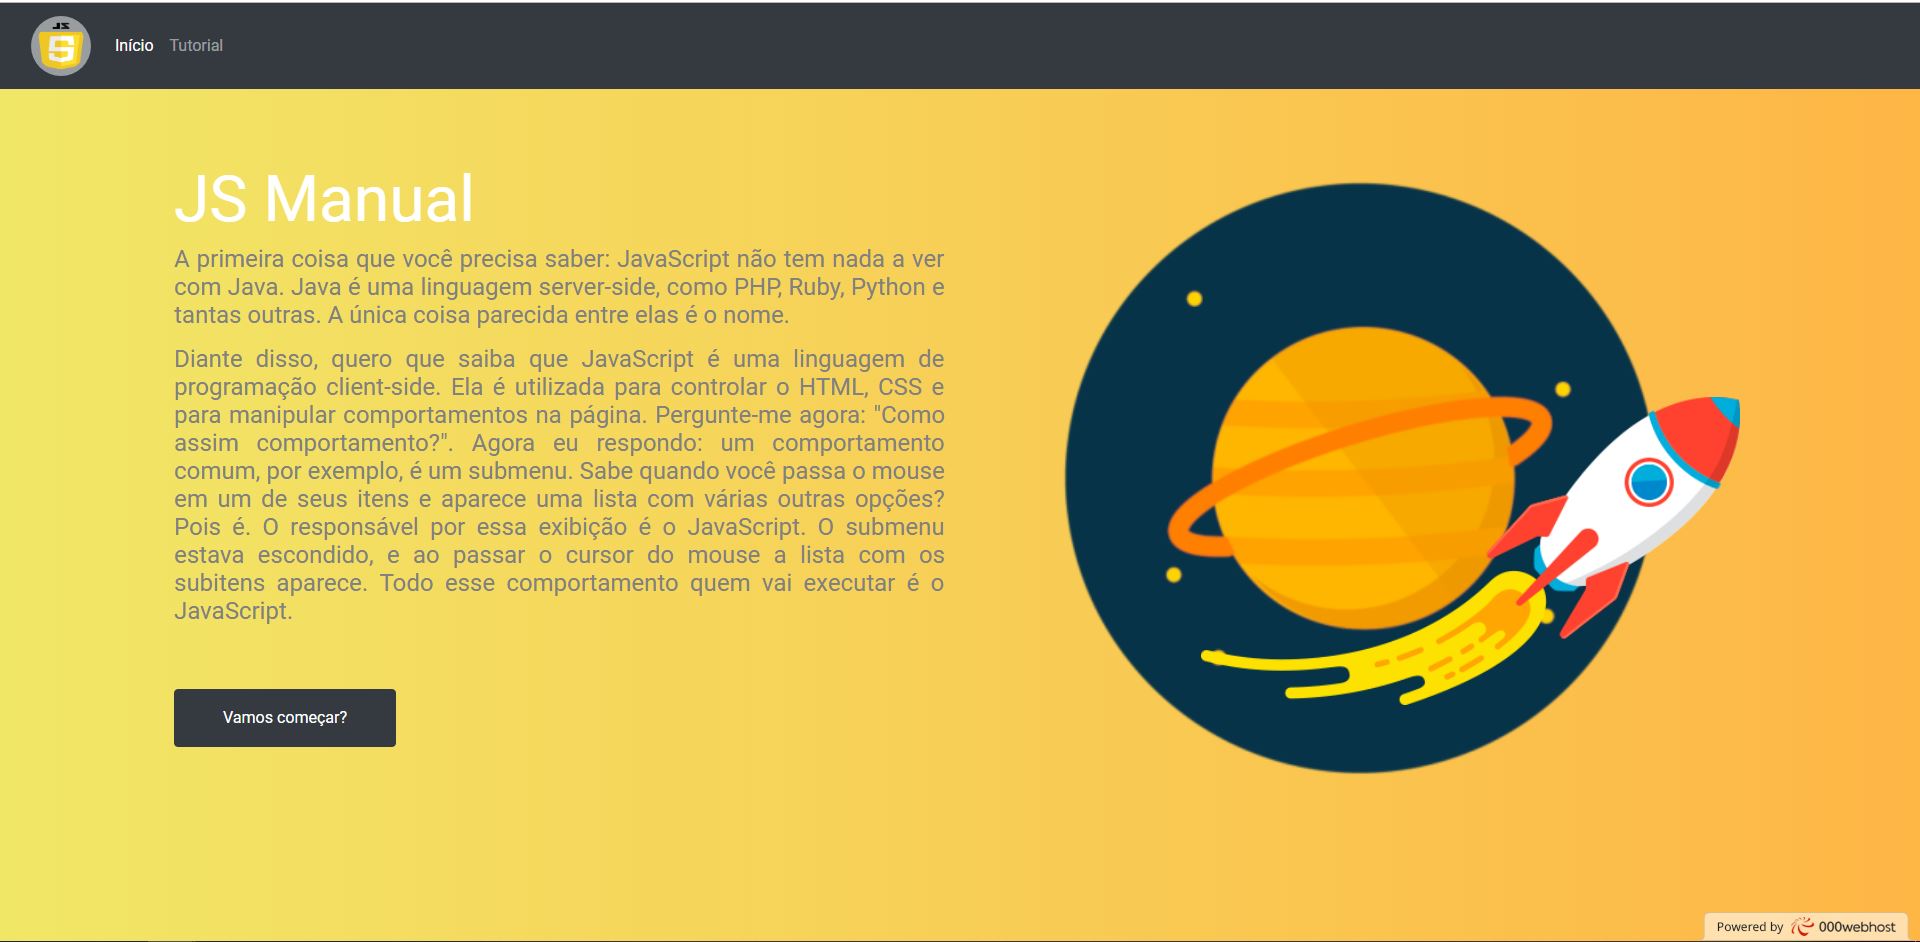 JS
S
Início
Tutorial
JS Manual
A primeira coisa que você precisa saber: JavaScript não tem nada a ver
com Java. Java é uma linguagem server-side, como PHP, Ruby, Python e
tantas outras. A única coisa parecida entre elas é o nome.
Diante disso, quero que saiba que JavaScript é uma linguagem de
programação client-side. Ela é utilizada para controlar o HTML, CSS e
para manipular comportamentos na página. Pergunte-me agora: "Como
assim comportamento?". Agora eu respondo: um comportamento
comum, por exemplo, é um submenu. Sabe quando você passa o mouse
em um de seus itens e aparece uma lista com várias outras opções?
Pois é. O responsável por essa exibição é o JavaScript. O submenu
estava escondido, e ao passar o cursor do mouse a lista com os
subitens aparece. Todo esse comportamento quem vai executar é o
JavaScript.
Vamos começar?
Powered by 000webhost